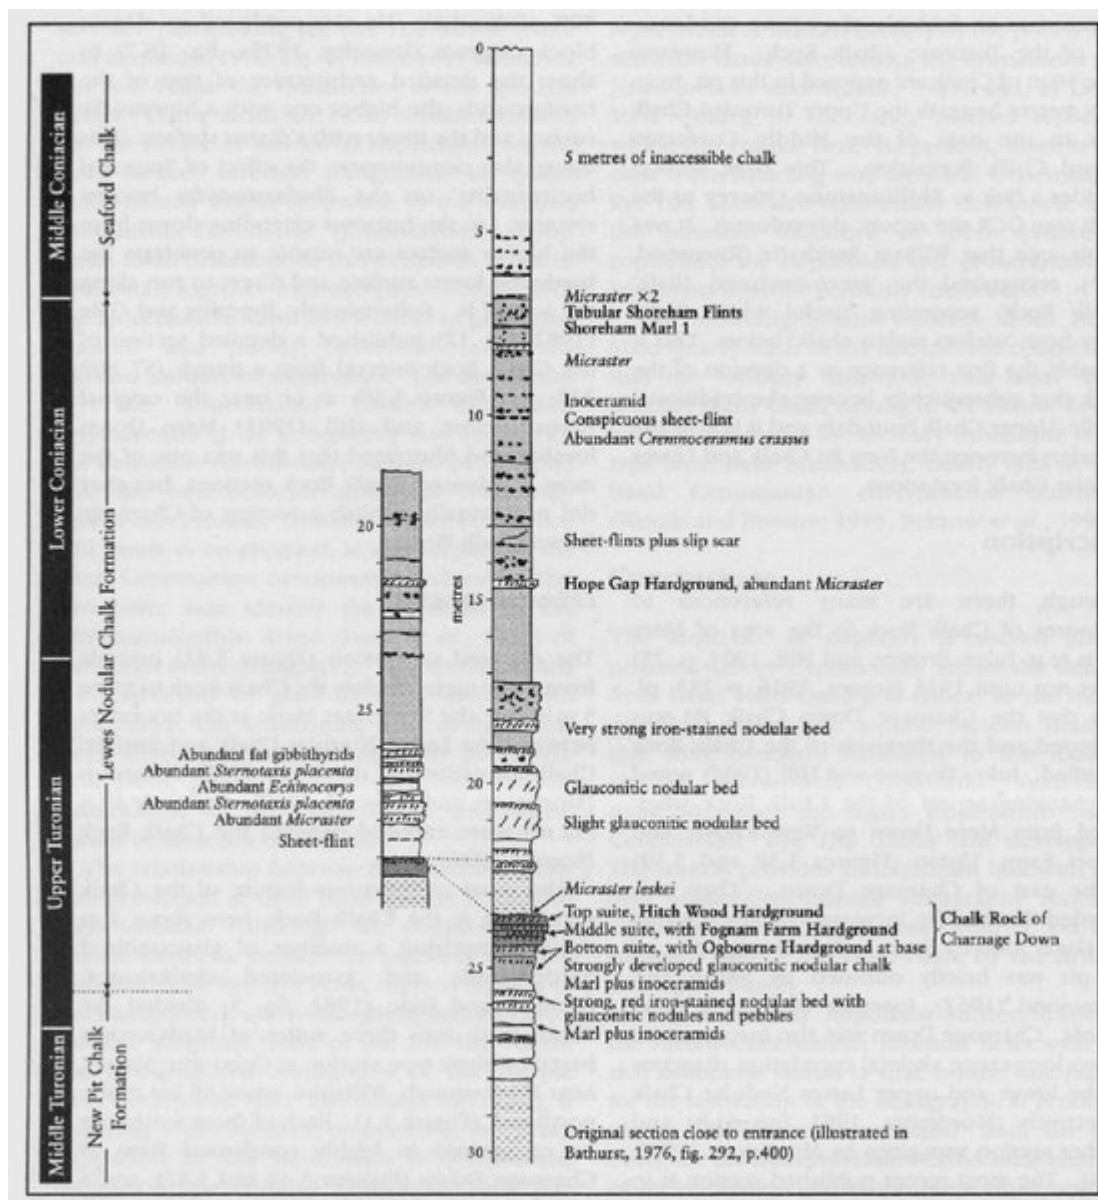 Middle Coniacian
Seaford Chalk
Lower Coniacian
Lewes Nodular Chalk Formation
Upper Turonian
Middle Turonian
New Pit Chalk
Formation
0
5 metres of inaccessible chalk
5
Micraster ×2
Tubular Shoreham Flints
Shoreham Marl 1
Micraster
Inoceramid
10
Conspicuous sheet-flint
Abundant Cremnoceramus crassus
20
Sheet-flints plus slip scar
Hope Gap Hardground, abundant Micraster
metres
15
25
Very strong iron-stained nodular bed
Abundant fat gibbithyrids
Abundant Sternotaxis placenta
Abundant Echinocorys
Abundant Sternotaxis placenta
Abundant Micraster
Sheet-flint
20
Glauconitic nodular bed
Slight glauconitic nodular bed
Micraster leskei
Top suite, Hitch Wood Hardground
Middle suite, with Fognam Farm Hardground
Bottom suite, with Ogbourne Hardground at base
Chalk Rock of
Charnage Down
25
Strongly developed glauconitic nodular chalk
Marl plus inoceramids
Strong, red iron-stained nodular bed with
glauconitic nodules and pebbles
Marl plus inoceramids
Original section close to entrance (illustrated in
Bathurst, 1976, fig. 292, p.400)
30